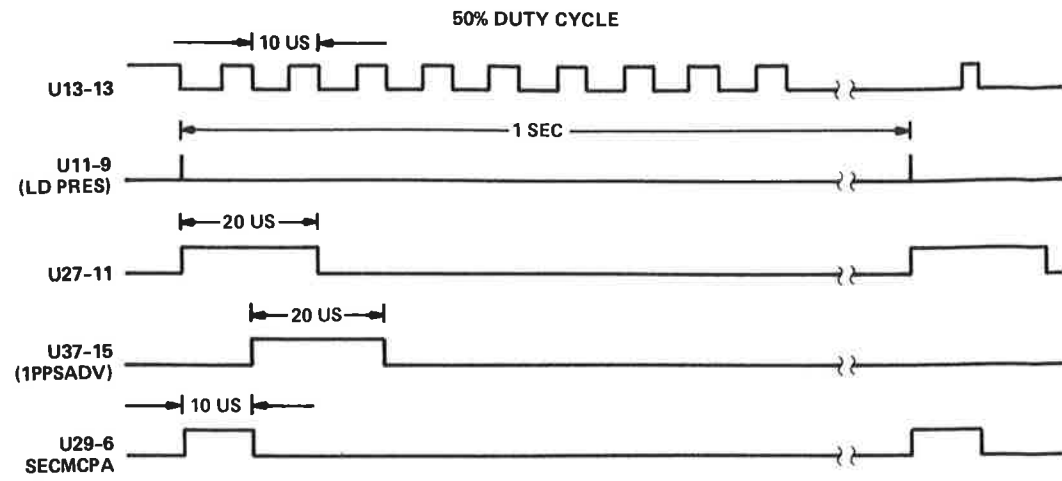 50% DUTY CYCLE
10 US
U13-13
1 SEC
U11-9
(LD PRES)
20 US
U27-11
20 US
U37-15
(1PPSADV)
10 US
U29-6
SECMCPA